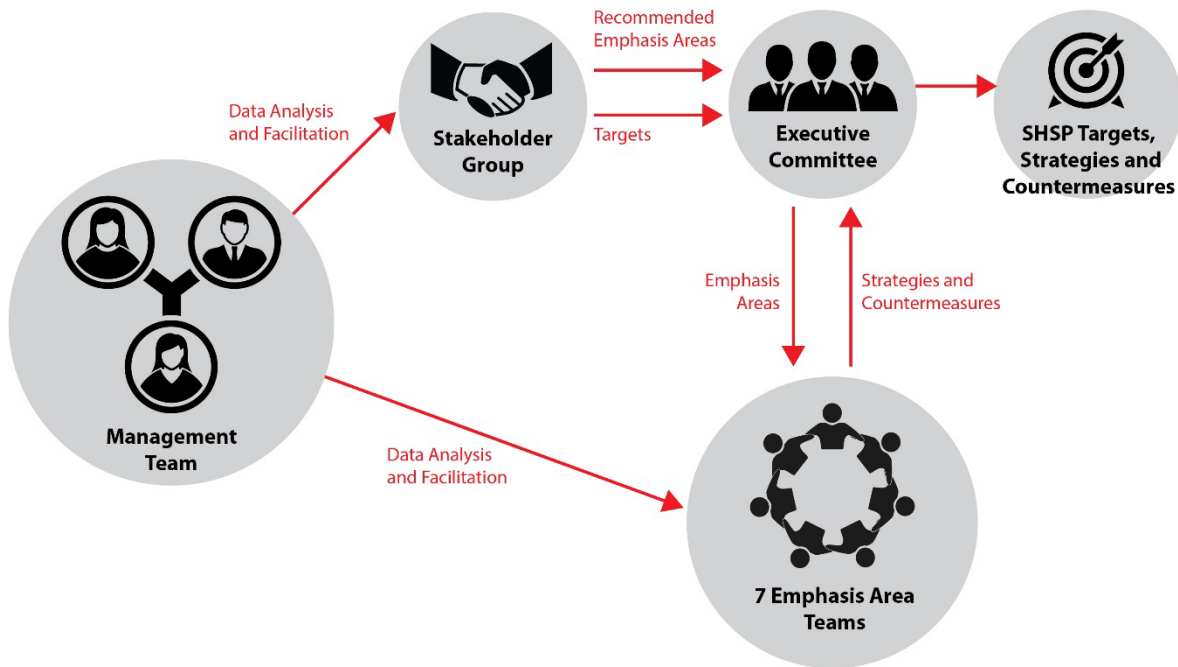 Recommended
Emphasis Areas
Data Analysis
and Facilitation
Stakeholder
Group
Targets
Executive
Committee
SHSP Targets,
Strategies and
Countermeasures
Emphasis
Areas
Strategies and
Countermeasures
Management
Team
Data Analysis
and Facilitation
7 Emphasis Area
Teams